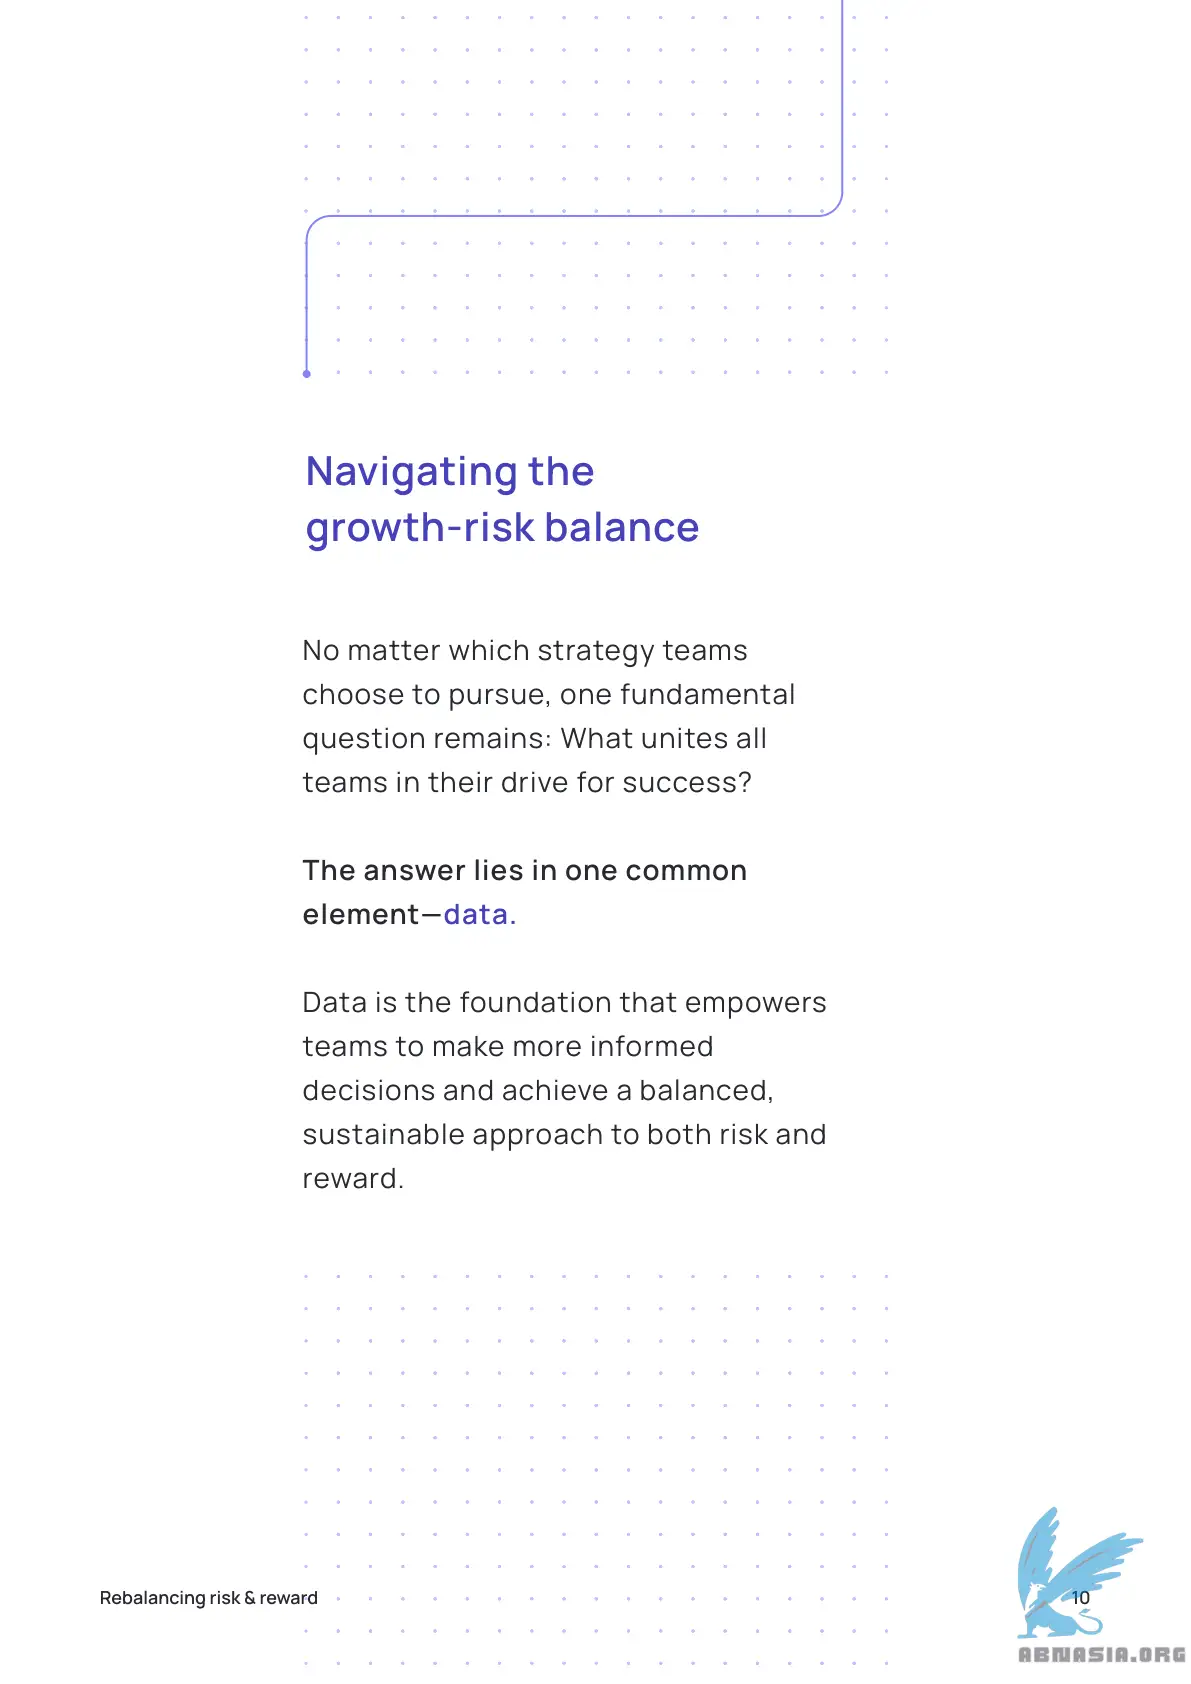 Navigating the
growth-risk balance
No matter which strategy teams
choose to pursue, one fundamental
question remains: What unites all
teams in their drive for success?
The answer lies in one common
element—data.
Data is the foundation that empowers
teams to make more informed
decisions and achieve a balanced,
sustainable approach to both risk and
reward.
Rebalancing risk & reward
10
ABNASIA.ORG